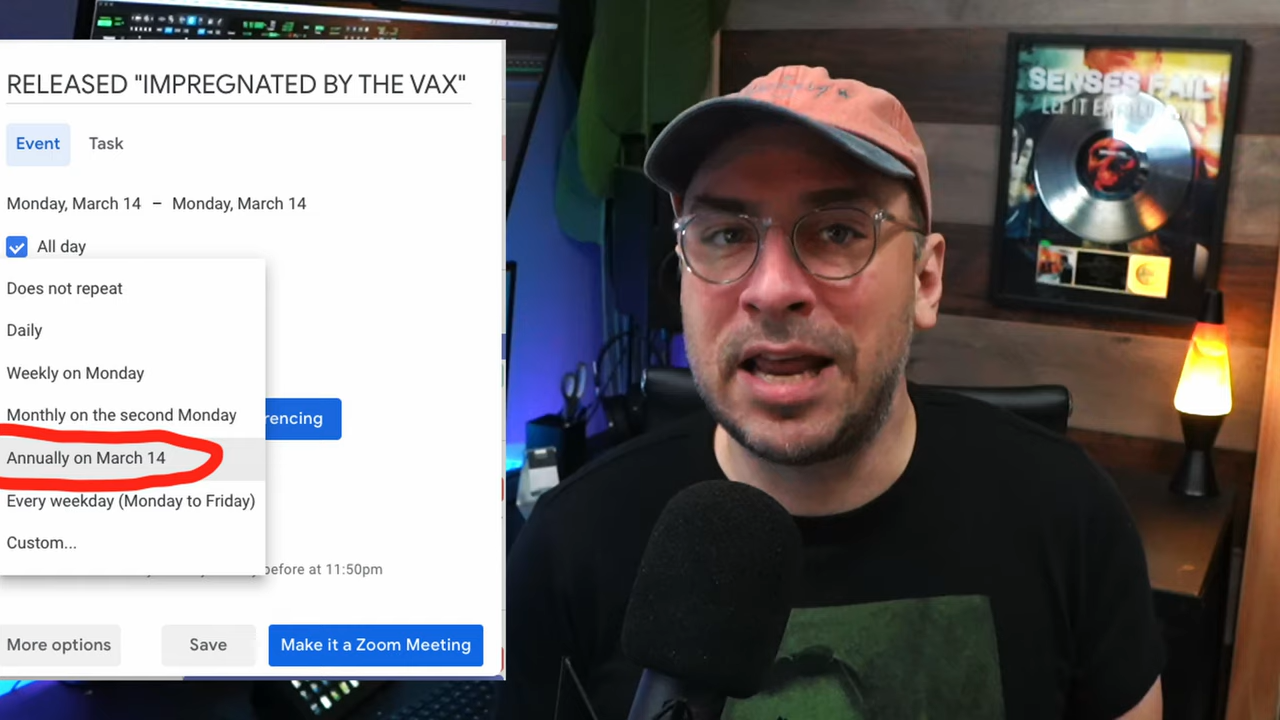 RELEASED "IMPREGNATED BY THE VAX"
Event Task
Monday, March 14 – Monday, March 14
All day
Does not repeat
Daily
Weekly on Monday
Monthly on the second Monday
rencing
Annually on March 14
Every weekday (Monday to Friday)
Custom...
before at 11:50pm
More options Save Make it a Zoom Meeting
SENSES FAIL